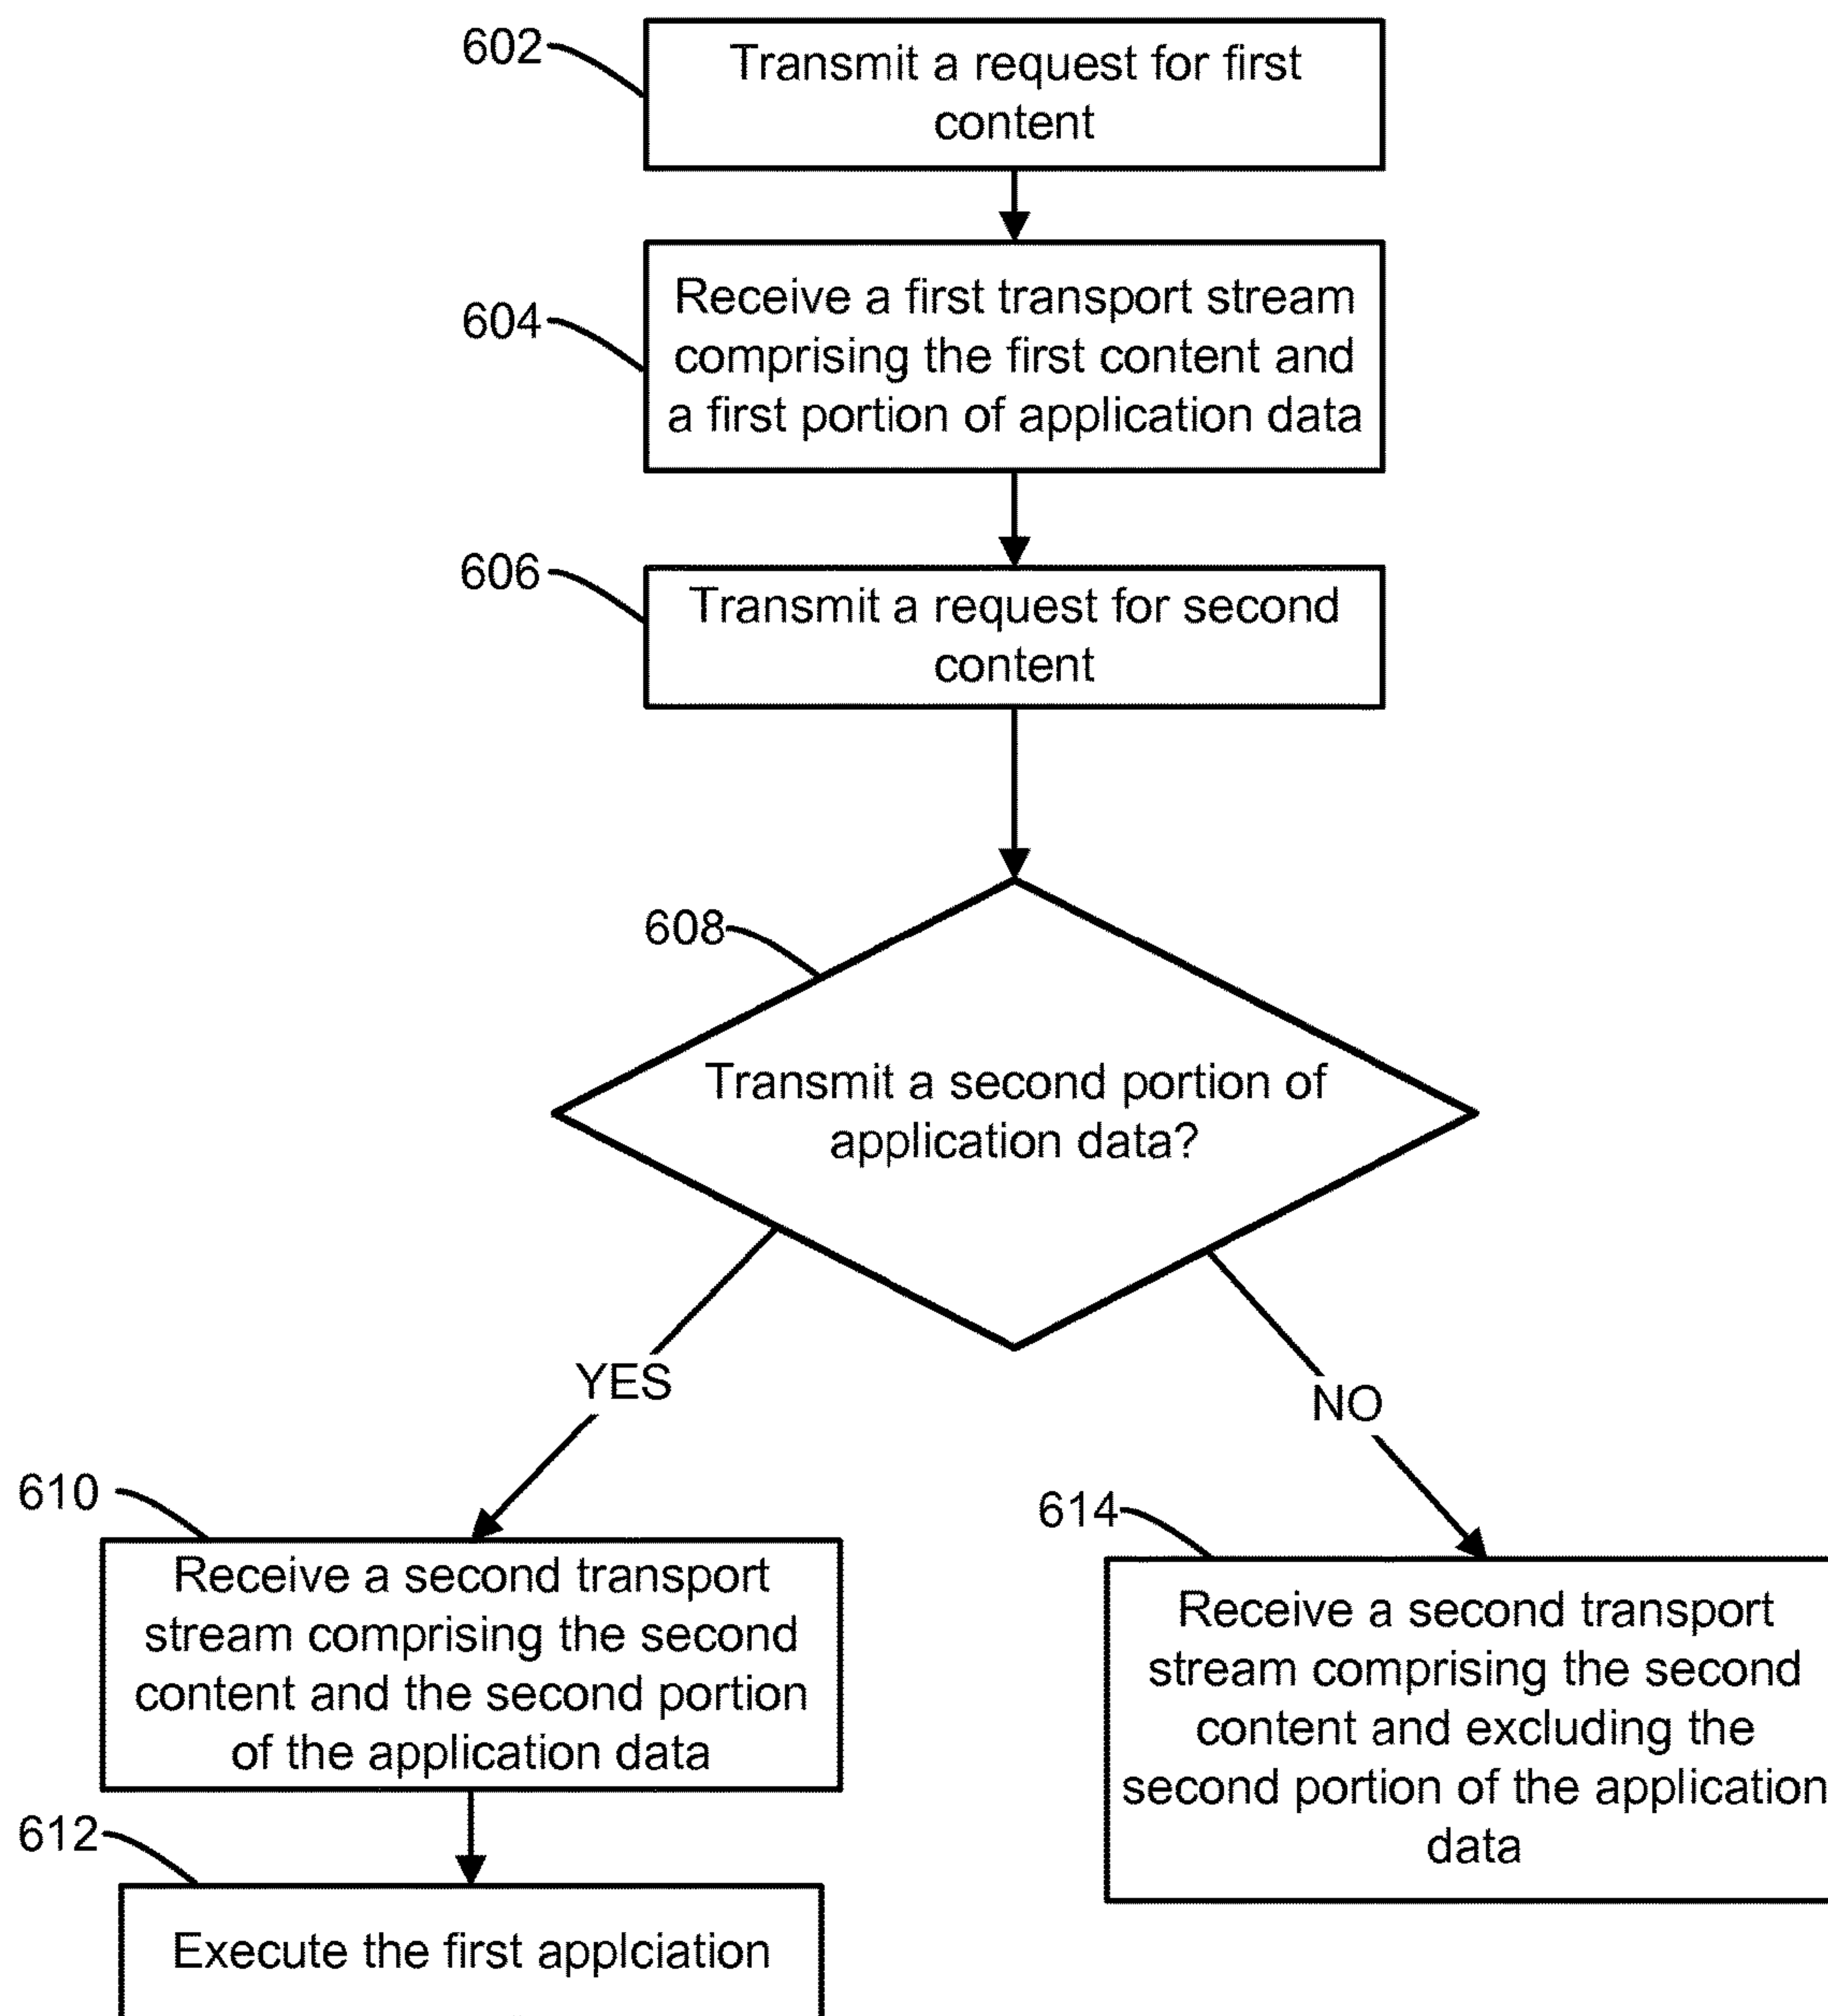 602
Transmit a request for first
content
604
Receive a first transport stream
comprising the first content and
a first portion of application data
606
Transmit a request for second
content
608
Transmit a second portion of
application data?
YES
NO
610
Receive a second transport
stream comprising the second
content and the second portion
of the application data
614
Receive a second transport
stream comprising the second
content and excluding the
second portion of the application
data
612
Execute the first applciation